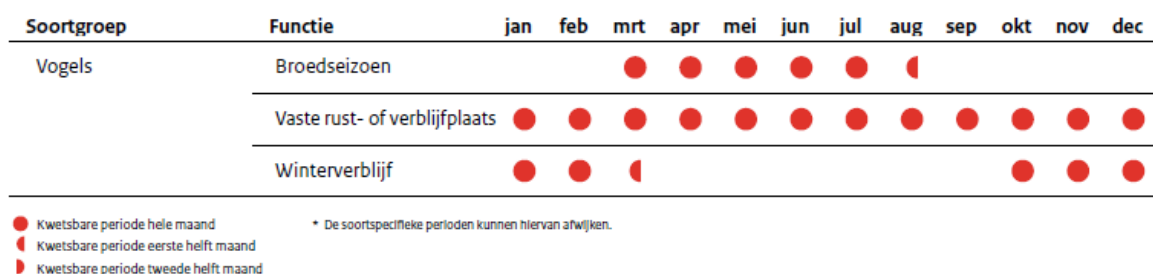 Soortgroep Functie jan feb mrt apr mei jun jul aug sep okt nov dec
Vogels Broedseizoen
Vaste rust- of verblijfplaats
Winterverblijf
Kwetsbare periode hele maand * De soortspecifieke perioden kunnen hiervan afwijken.
Kwetsbare periode eerste helft maand
Kwetsbare periode tweede helft maand